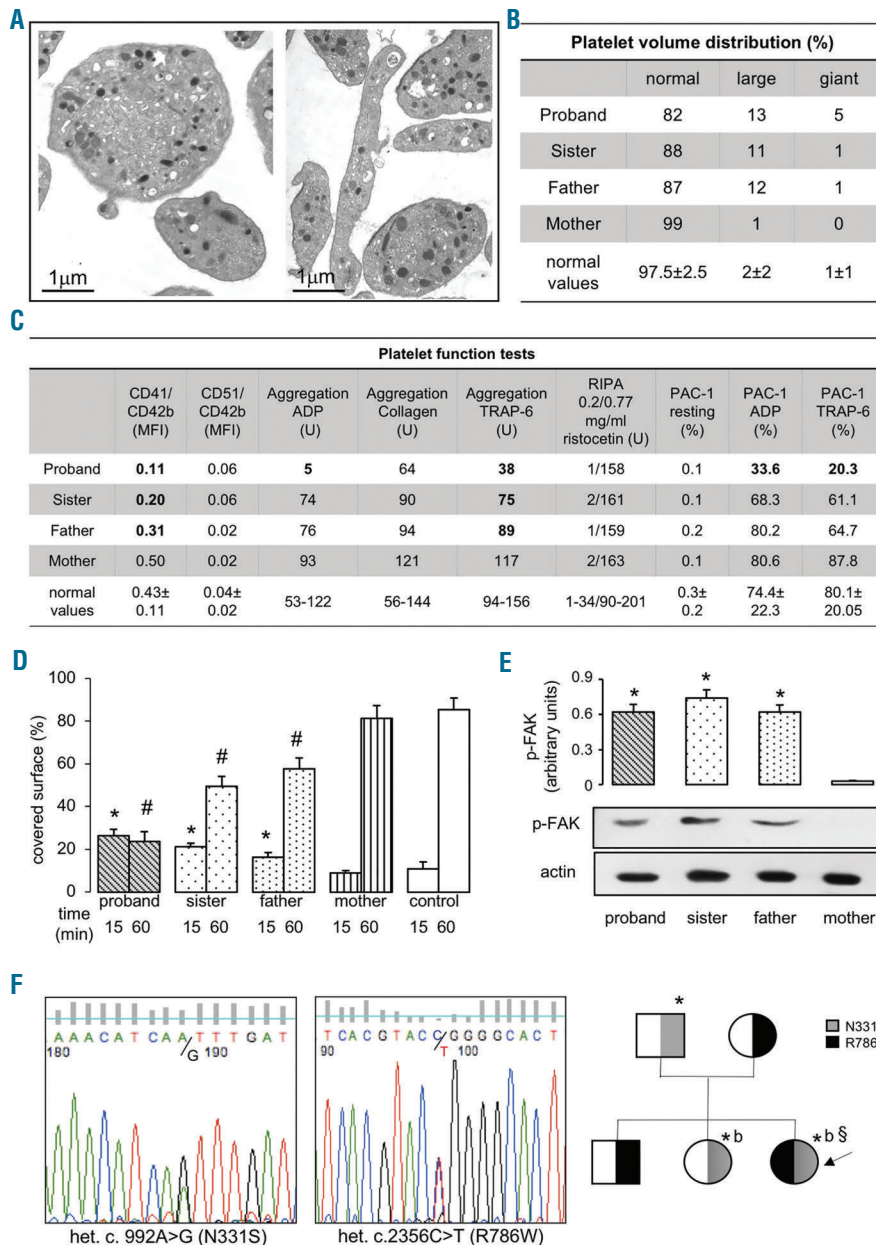 A
1μm
1μm
B
Platelet volume distribution (%)
normal large giant
Proband 82 13 5
Sister 88 11 1
Father 87 12 1
Mother 99 1 0
normal values 97.5±2.5 2±2 1±1
C
Platelet function tests
CD41/ CD42b (MFI) CD51/ CD42b (MFI) Aggregation ADP (U) Aggregation Collagen (U) Aggregation TRAP-6 (U) RIPA 0.2/0.77 mg/ml ristocetin (U) PAC-1 resting (%) PAC-1 ADP (%) PAC-1 TRAP-6 (%)
Proband 0.11 0.06 5 64 38 1/158 0.1 33.6 20.3
Sister 0.20 0.06 74 90 75 2/161 0.1 68.3 61.1
Father 0.31 0.02 76 94 89 1/159 0.2 80.2 64.7
Mother 0.50 0.02 93 121 117 2/163 0.1 80.6 87.8
normal values 0.43± 0.11 0.04± 0.02 53-122 56-144 94-156 1-34/90-201 0.3± 0.2 74.4± 22.3 80.1± 20.05
D
covered surface (%)
100
80
60
40
20
0
* # * # * #
proband sister father mother control
time (min) 15 60 15 60 15 60 15 60 15 60
E
p-FAK (arbitrary units)
0.9
0.6
0.3
0
* * *
p-FAK
actin
proband sister father mother
F
A A A C A T C A A/G T T T G A T
180 190
het. c. 992A>G (N331S)
T C A C G T A C C/T G G G G C A C T
90 100
het. c.2356C>T (R786W)
*
N331
R786
*b *b §